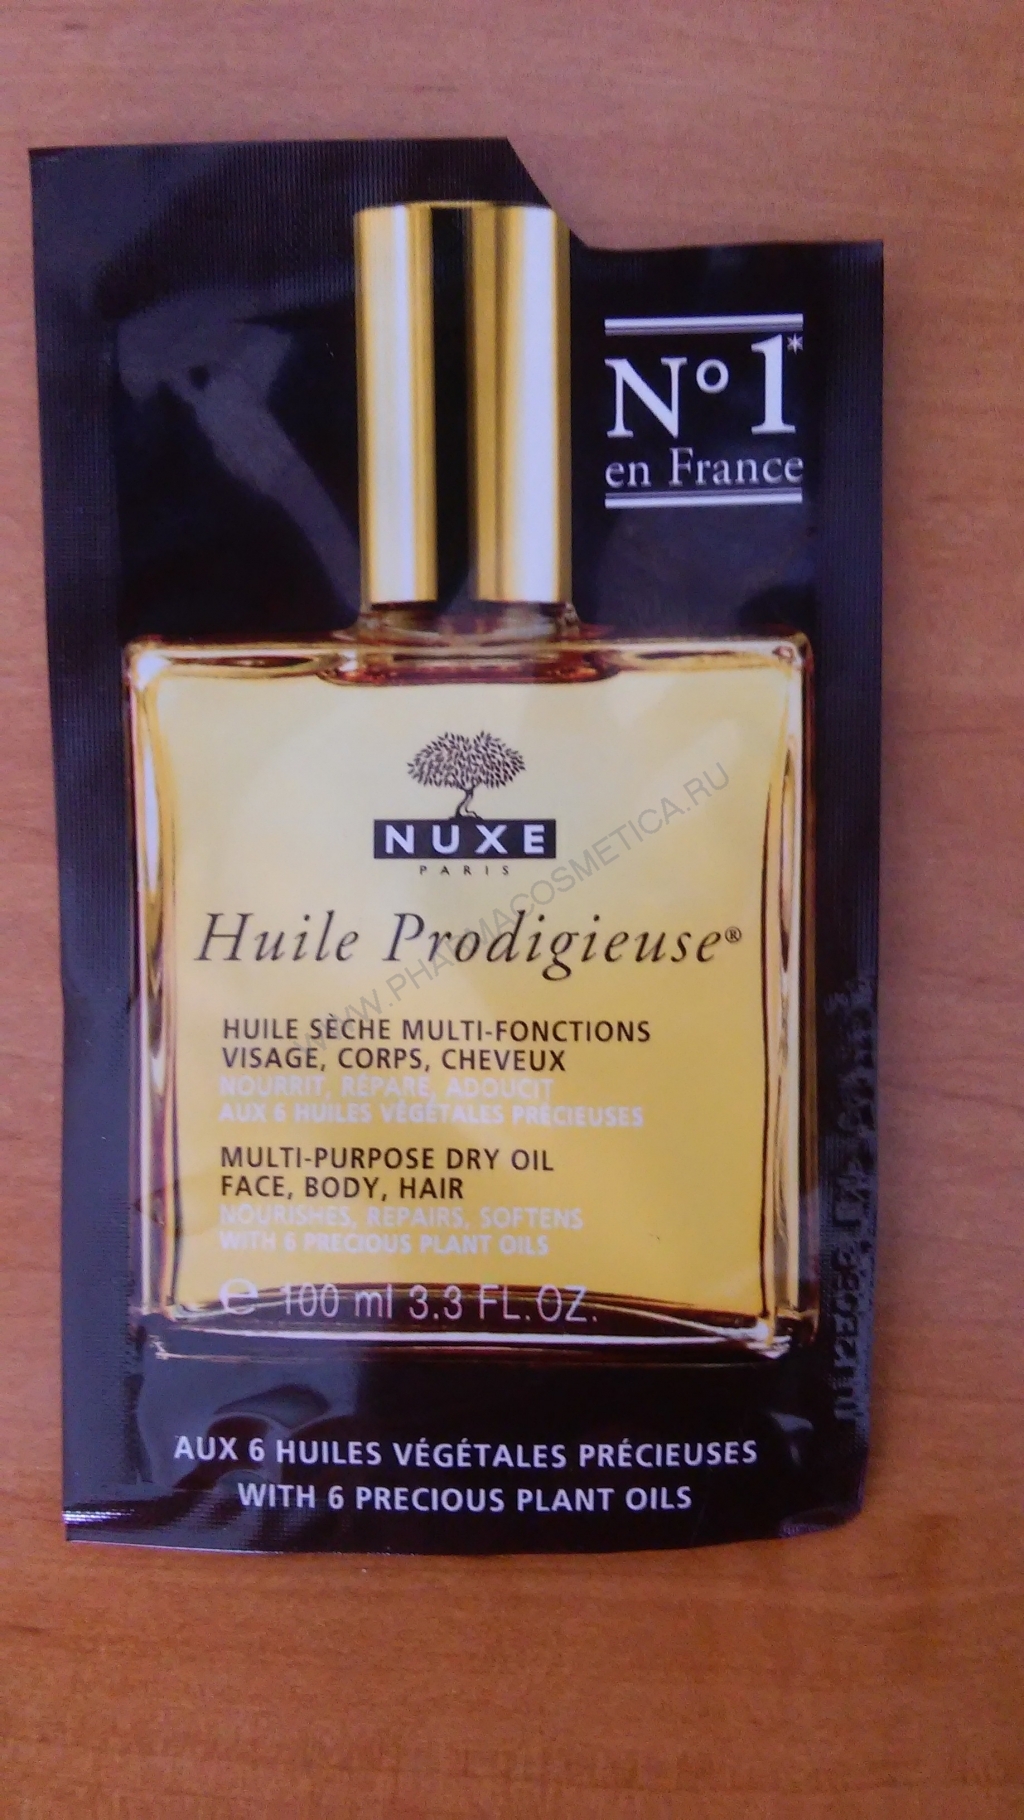 N° 1*
en France
NUXE
PARIS
Huile Prodigieuse®
HUILE SÈCHE MULTI-FONCTIONS
VISAGE, CORPS, CHEVEUX
NOURRIT, RÉPARE, ADOUCIT
AUX 6 HUILES VÉGÉTALES PRÉCIEUSES
MULTI-PURPOSE DRY OIL
FACE, BODY, HAIR
NOURISHES, REPAIRS, SOFTENS
WITH 6 PRECIOUS PLANT OILS
℮ 100 ml 3.3 FL.OZ.
AUX 6 HUILES VÉGÉTALES PRÉCIEUSES
WITH 6 PRECIOUS PLANT OILS
WWW.PHARMACOSMETICA.RU